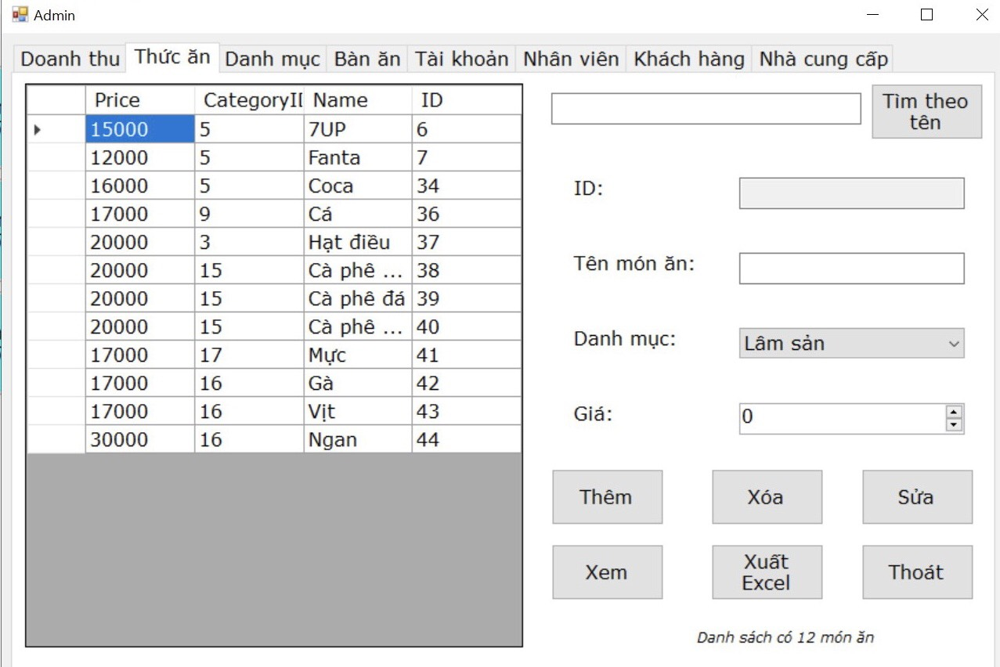 Admin
Doanh thu Thức ăn Danh mục Bàn ăn Tài khoản Nhân viên Khách hàng Nhà cung cấp
Price CategoryID Name ID
15000 5 7UP 6
12000 5 Fanta 7
16000 5 Coca 34
17000 9 Cá 36
20000 3 Hạt điều 37
20000 15 Cà phê ... 38
20000 15 Cà phê đá 39
20000 15 Cà phê ... 40
17000 17 Mực 41
17000 16 Gà 42
17000 16 Vịt 43
30000 16 Ngan 44
Tìm theo
tên
ID:
Tên món ăn:
Danh mục: Lâm sản
Giá: 0
Thêm Xóa Sửa
Xem Xuất Excel Thoát
Danh sách có 12 món ăn